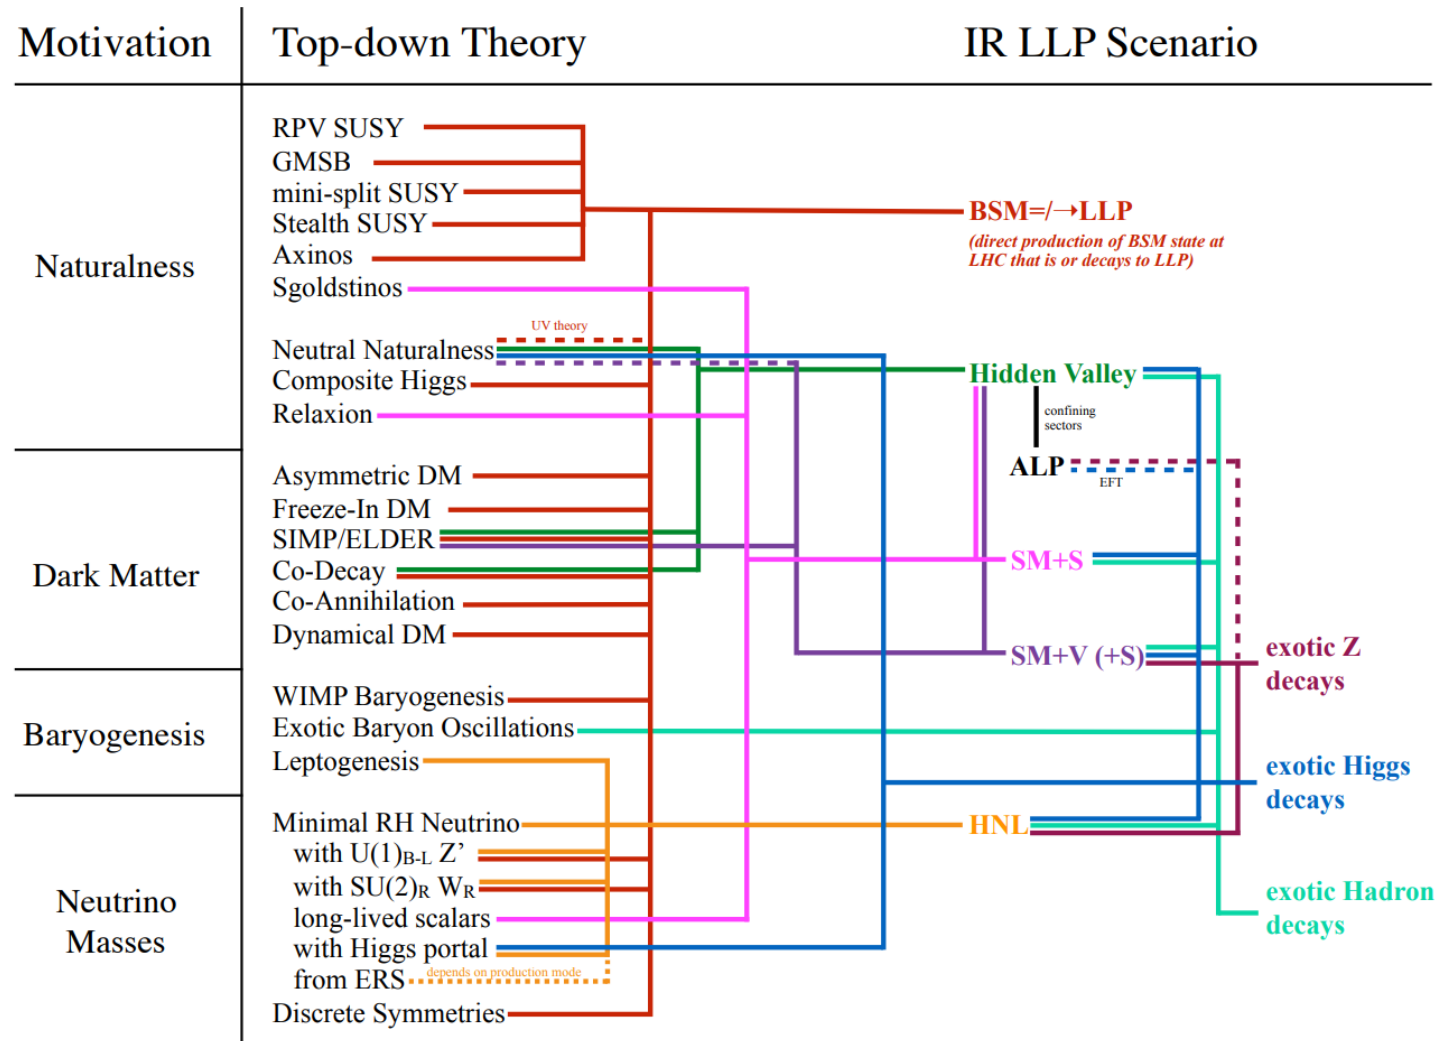 Motivation
Top-down Theory
IR LLP Scenario
Naturalness
RPV SUSY
GMSB
mini-split SUSY
Stealth SUSY
Axinos
Sgoldstinos
UV theory
Neutral Naturalness
Composite Higgs
Relaxion
Dark Matter
Asymmetric DM
Freeze-In DM
SIMP/ELDER
Co-Decay
Co-Annihilation
Dynamical DM
Baryogenesis
WIMP Baryogenesis
Exotic Baryon Oscillations
Leptogenesis
Neutrino
Masses
Minimal RH Neutrino
with U(1)B-L Z’
with SU(2)R WR
long-lived scalars
with Higgs portal
from ERS
depends on production mode
Discrete Symmetries
BSM=/→LLP
(direct production of BSM state at
LHC that is or decays to LLP)
Hidden Valley
confining
sectors
ALP
EFT
SM+S
SM+V (+S)
HNL
exotic Z
decays
exotic Higgs
decays
exotic Hadron
decays